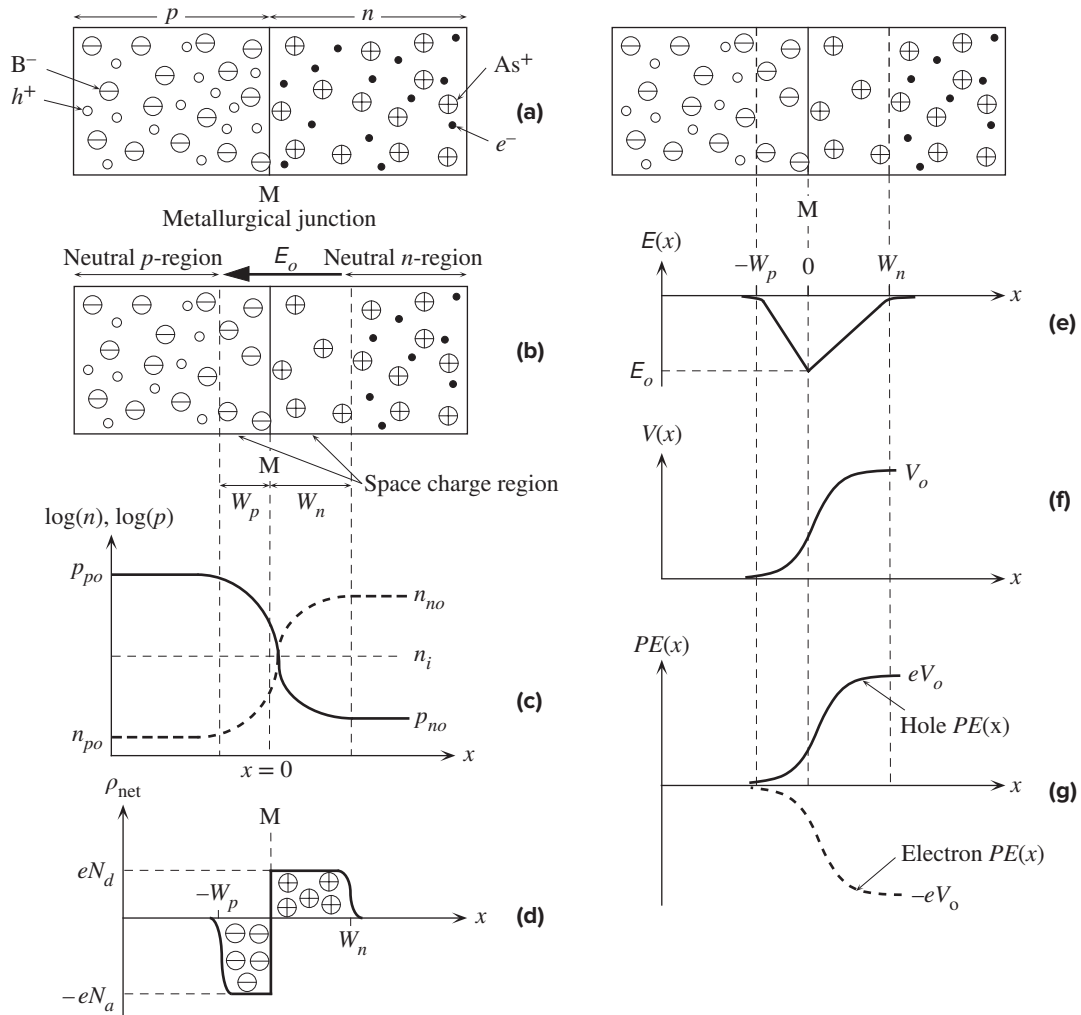 p n
B⁻
h⁺
As⁺
e⁻
(a)
M
Metallurgical junction
Neutral p-region
Eₒ
Neutral n-region
(b)
M
Space charge region
Wₚ Wₙ
log(n), log(p)
pₚₒ
nₙₒ
nᵢ
(c)
pₙₒ
nₚₒ
x
x = 0
ρnet
M
eN_d
−Wₚ
x
(d)
Wₙ
−eNₐ
M
E(x)
−Wₚ 0 Wₙ
x
(e)
Eₒ
V(x)
Vₒ
(f)
x
PE(x)
eVₒ
Hole PE(x)
x
(g)
Electron PE(x)
−eVₒ